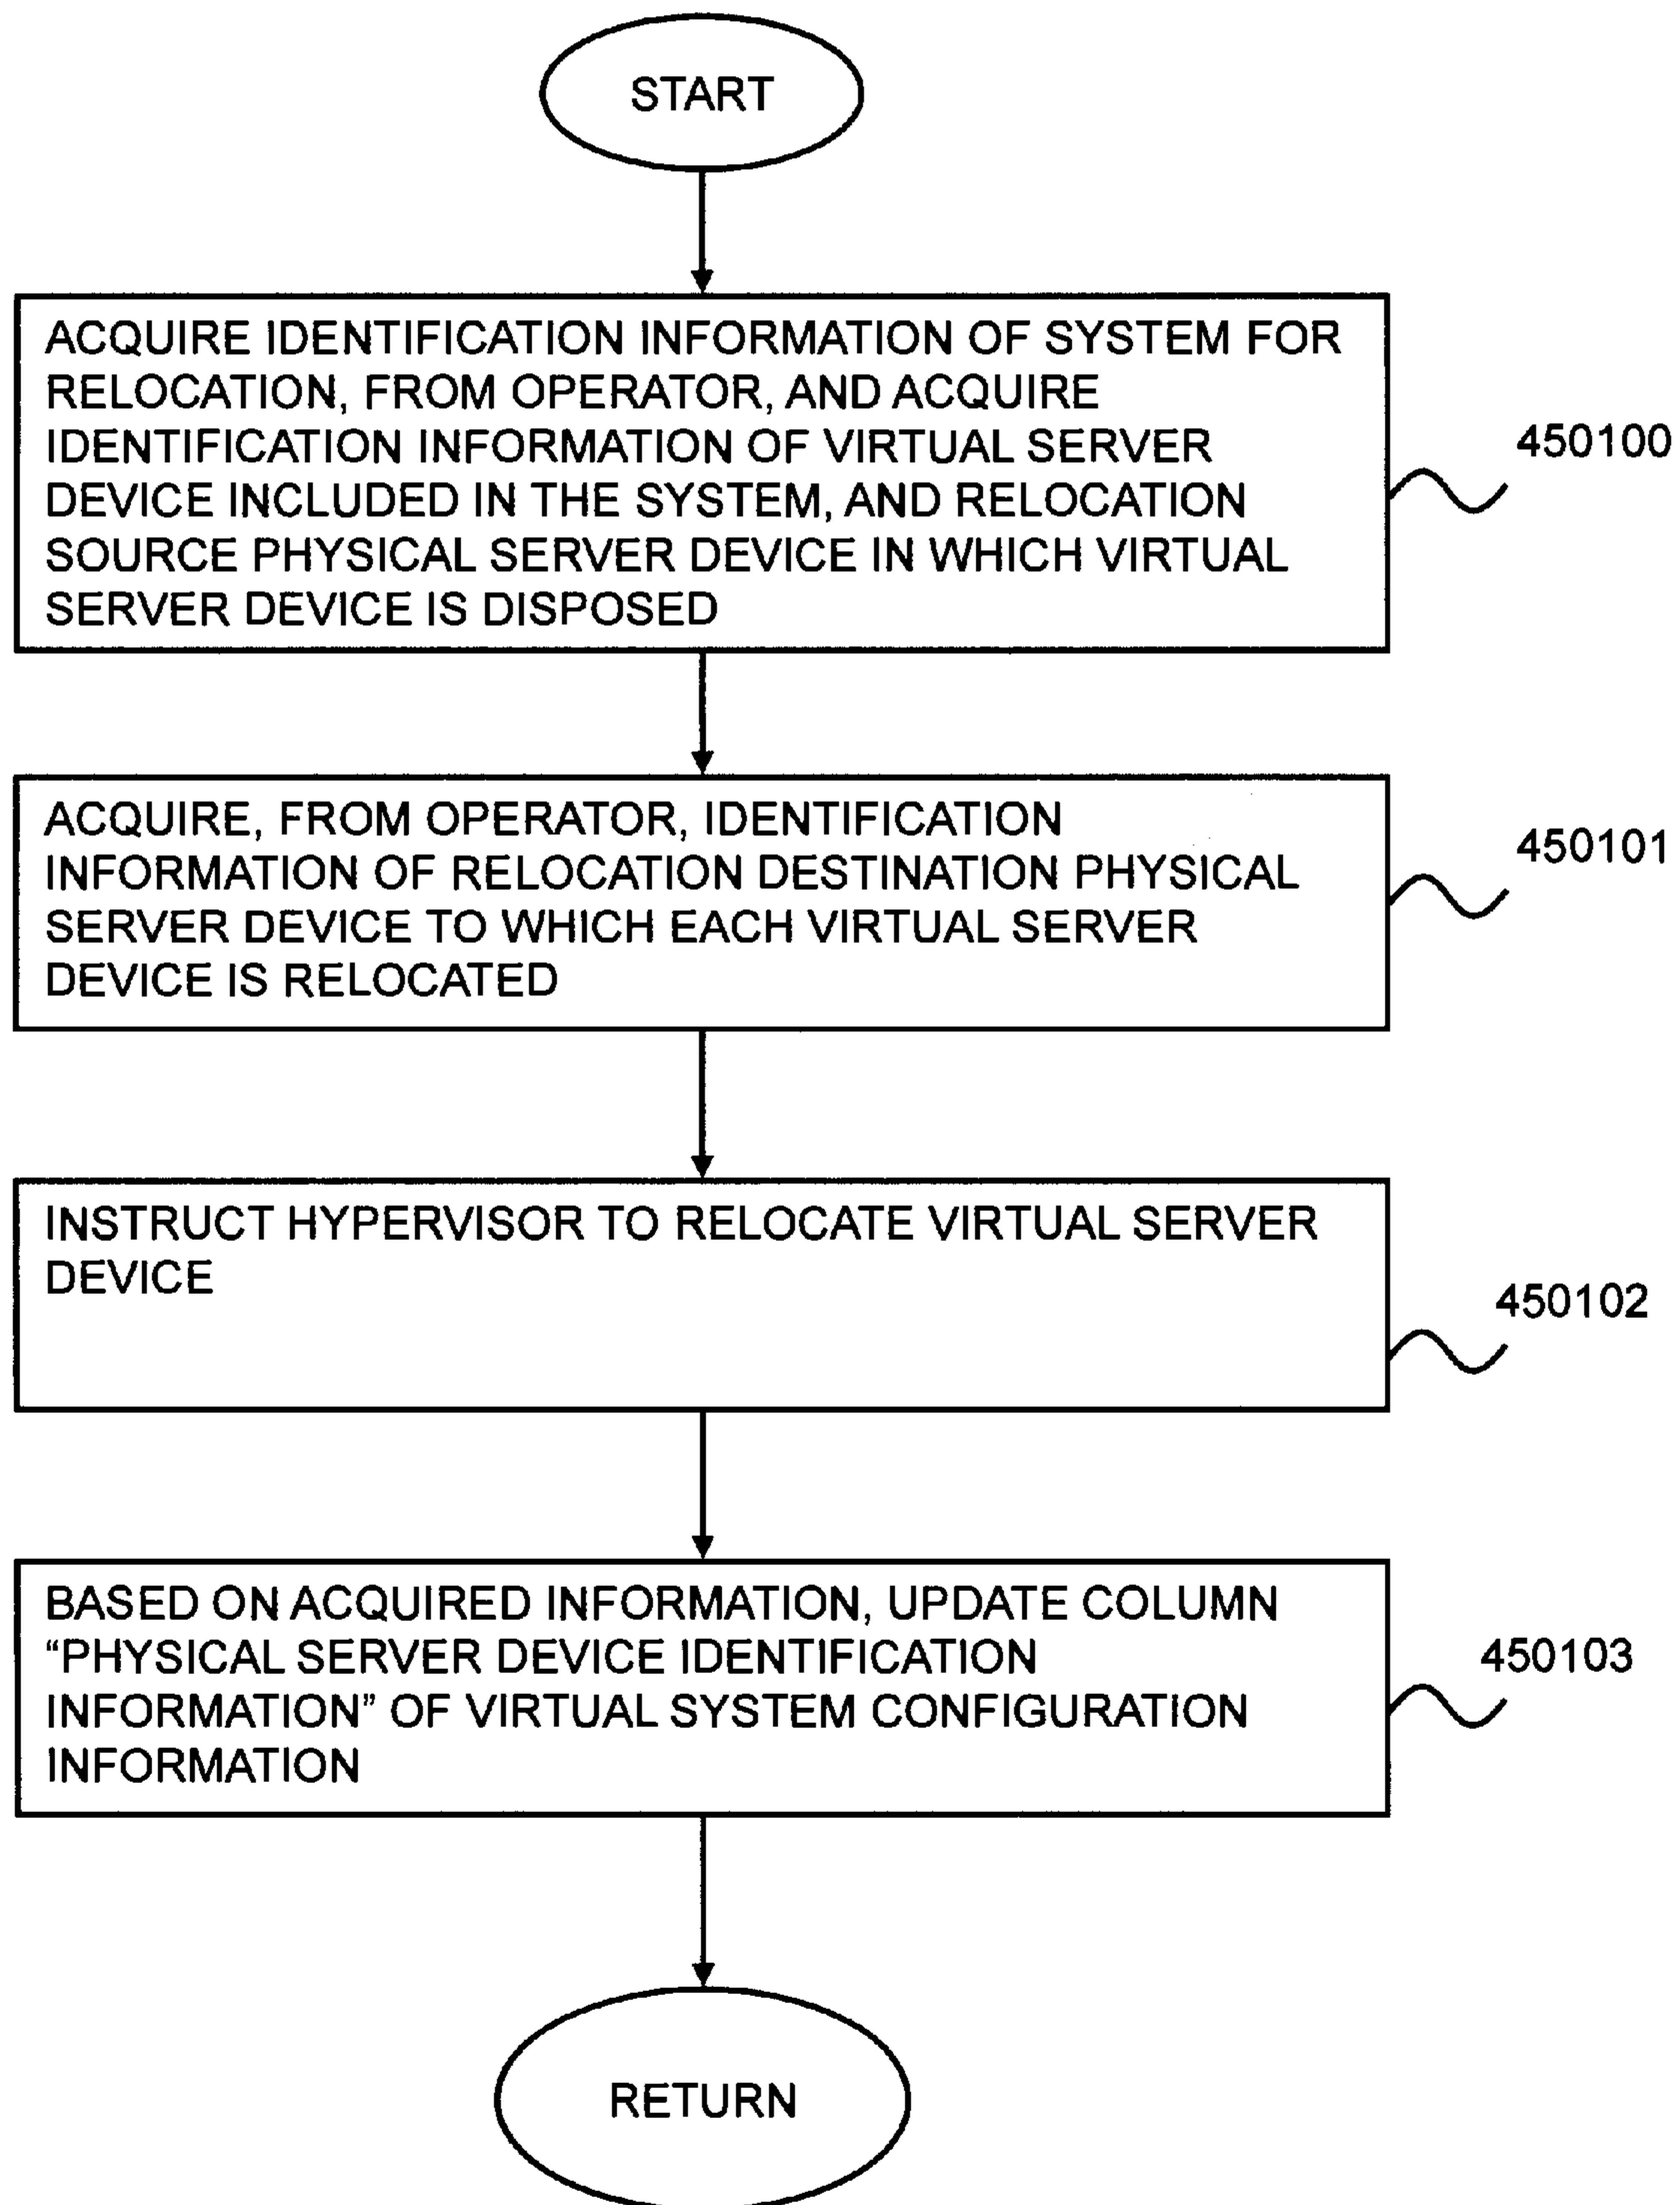 START
ACQUIRE IDENTIFICATION INFORMATION OF SYSTEM FOR
RELOCATION, FROM OPERATOR, AND ACQUIRE
IDENTIFICATION INFORMATION OF VIRTUAL SERVER
DEVICE INCLUDED IN THE SYSTEM, AND RELOCATION
SOURCE PHYSICAL SERVER DEVICE IN WHICH VIRTUAL
SERVER DEVICE IS DISPOSED
450100
ACQUIRE, FROM OPERATOR, IDENTIFICATION
INFORMATION OF RELOCATION DESTINATION PHYSICAL
SERVER DEVICE TO WHICH EACH VIRTUAL SERVER
DEVICE IS RELOCATED
450101
INSTRUCT HYPERVISOR TO RELOCATE VIRTUAL SERVER
DEVICE
450102
BASED ON ACQUIRED INFORMATION, UPDATE COLUMN
“PHYSICAL SERVER DEVICE IDENTIFICATION
INFORMATION” OF VIRTUAL SYSTEM CONFIGURATION
INFORMATION
450103
RETURN